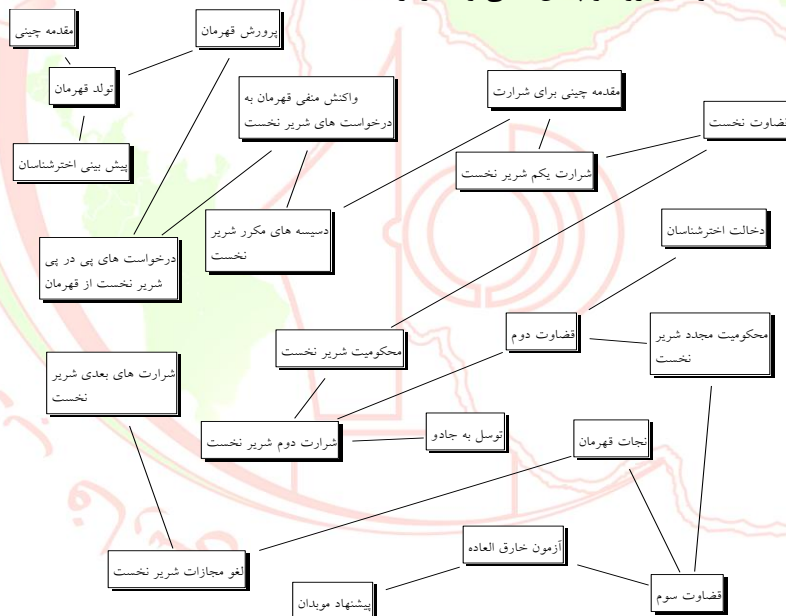 مقدمه چینی
پرورش قهرمان
تولد قهرمان
پیش بینی اخترشناسان
واکنش منفی قهرمان به
درخواست های شریر نخست
مقدمه چینی برای شرارت
قضاوت نخست
شرارت یکم شریر نخست
درخواست های پی در پی
شریر نخست از قهرمان
دسیسه های مکرر شریر
نخست
دخالت اخترشناسان
محکومیت شریر نخست
قضاوت دوم
محکومیت مجدد شریر
نخست
شرارت های بعدی شریر
نخست
شرارت دوم شریر نخست
توسل به جادو
نجات قهرمان
لغو مجازات شریر نخست
آزمون خارق العاده
پیشنهاد موبدان
قضاوت سوم